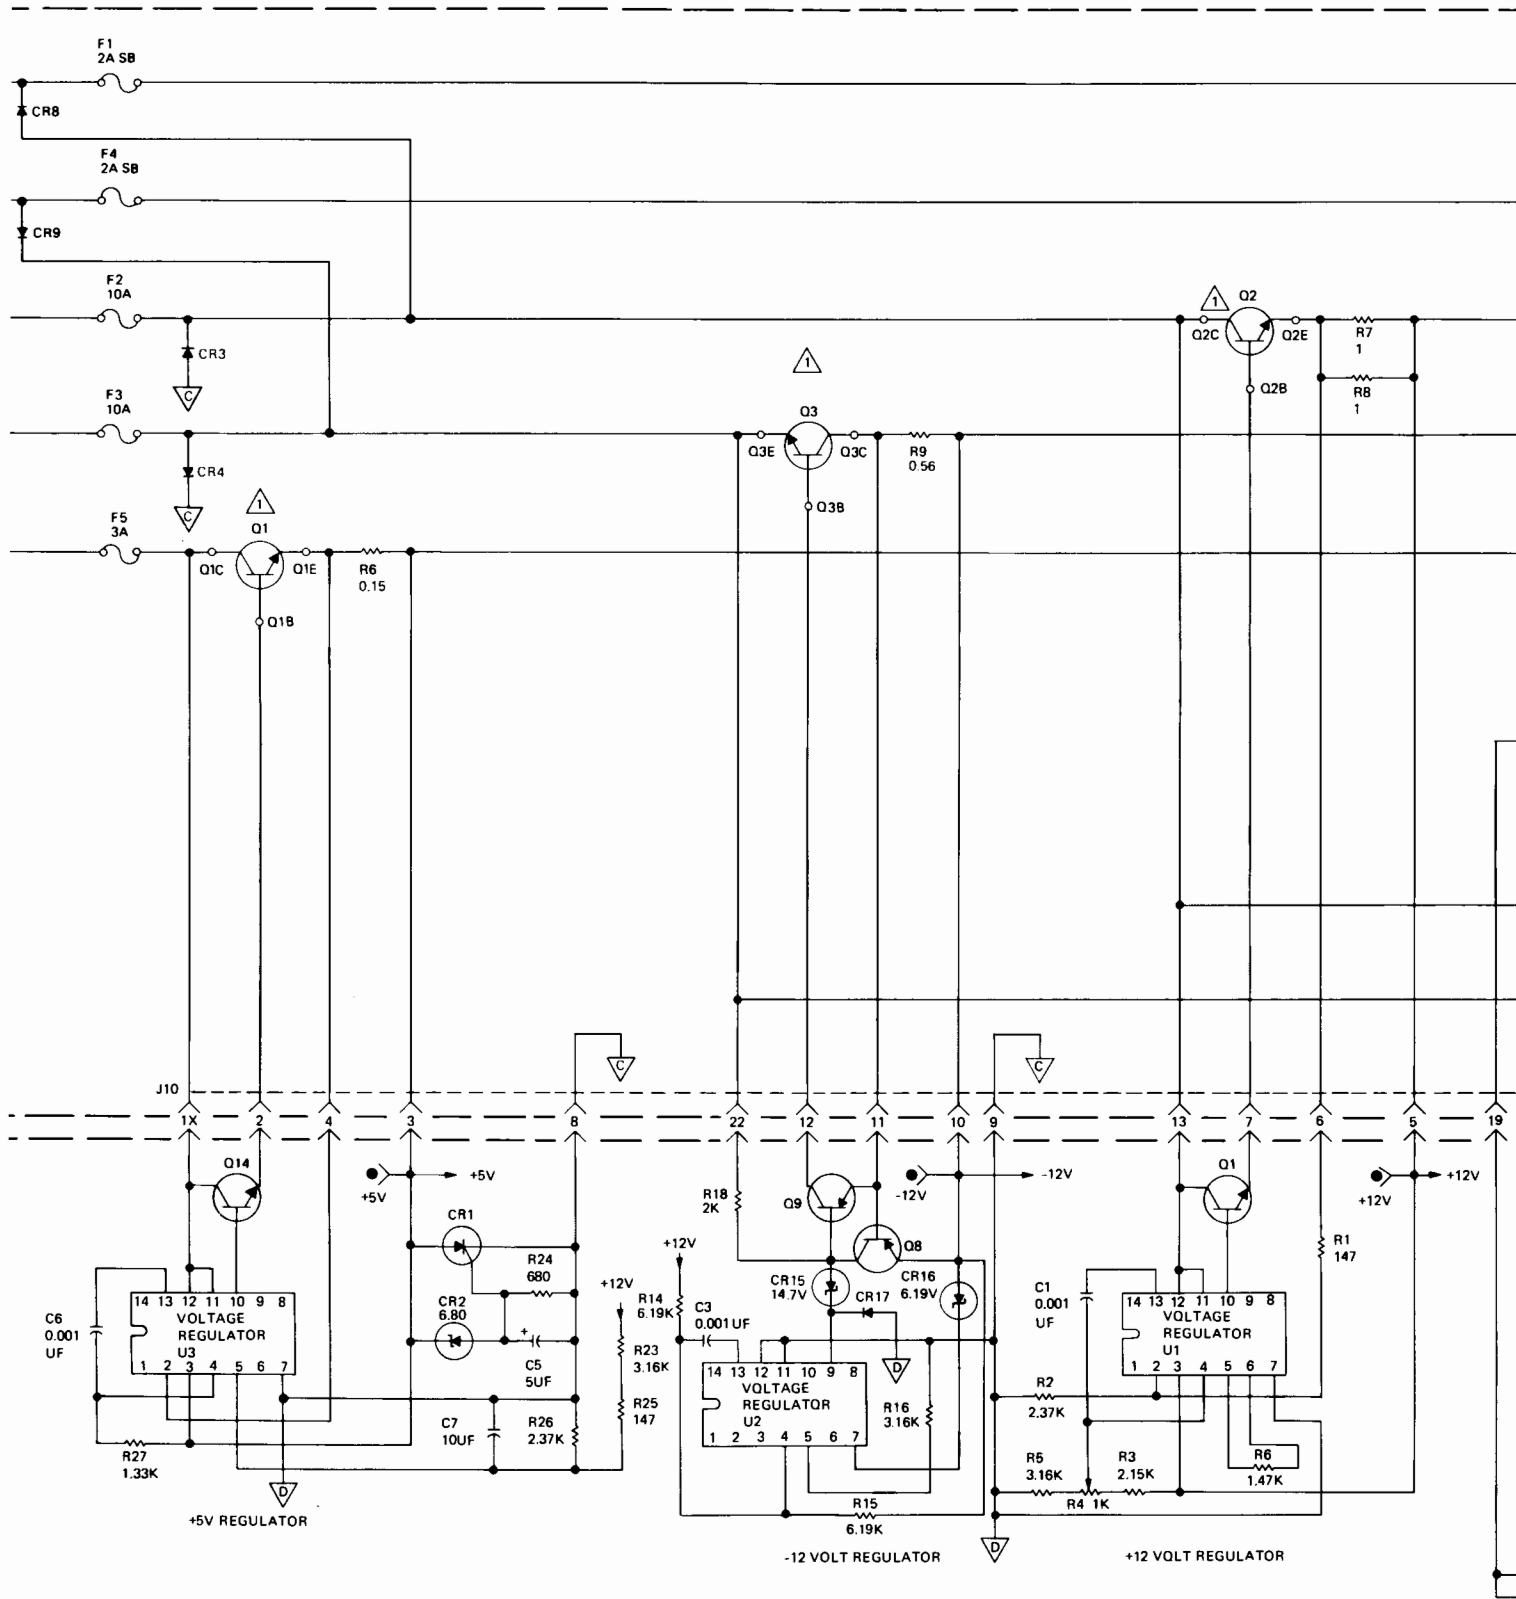 F1
2A SB
CR8
F4
2A SB
CR9
F2
10A
CR3
C
1
Q2
Q2C
Q2E
R7
1
Q2B
R8
1
F3
10A
CR4
C
1
Q3
Q3E
Q3C
R9
0.56
Q3B
F5
3A
1
Q1
Q1C
Q1E
R6
0.15
Q1B
C
C
J10
1X 2 4 3 8 22 12 11 10 9 13 7 6 5 19
Q14
+5V
+5V
CR1
R24
680
CR2
6.80
+
C5
5UF
+12V
R23
3.16K
R25
147
C6
0.001
UF
14 13 12 11 10 9 8
VOLTAGE
REGULATOR
U3
1 2 3 4 5 6 7
R27
1.33K
C7
10UF
R26
2.37K
D
+5V REGULATOR
R18
2K
Q9
-12V
-12V
Q8
+12V
R14
6.19K
C3
0.001UF
CR15
14.7V
CR17
CR16
6.19V
D
14 13 12 11 10 9 8
VOLTAGE
REGULATOR
U2
1 2 3 4 5 6 7
R16
3.16K
R15
6.19K
-12 VOLT REGULATOR
D
Q1
+12V
+12V
R1
147
C1
0.001
UF
14 13 12 11 10 9 8
VOLTAGE
REGULATOR
U1
1 2 3 4 5 6 7
R2
2.37K
R5
3.16K
R4 1K
R3
2.15K
R6
1.47K
+12 VOLT REGULATOR